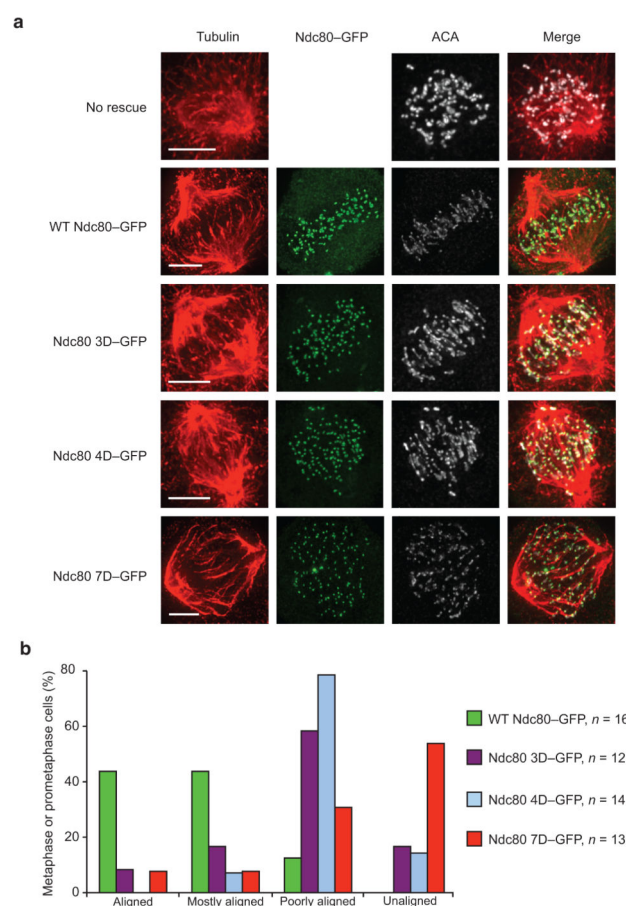 a
Tubulin Ndc80–GFP ACA Merge
No rescue
WT Ndc80–GFP
Ndc80 3D–GFP
Ndc80 4D–GFP
Ndc80 7D–GFP
b
Metaphase or prometaphase cells (%)
80
60
40
20
0
Aligned Mostly aligned Poorly aligned Unaligned
WT Ndc80–GFP, n = 16
Ndc80 3D–GFP, n = 12
Ndc80 4D–GFP, n = 14
Ndc80 7D–GFP, n = 13